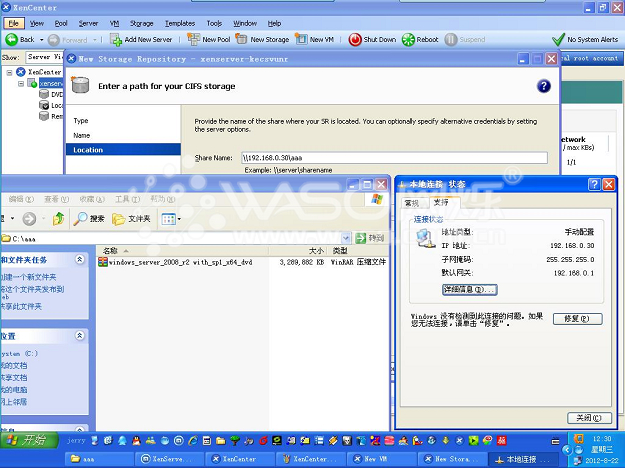 XenCenter
File View Pool Server VM Storage Templates Tools Window Help
Back Forward Add New Server New Pool New Storage New VM Shut Down Reboot Suspend No System Alerts
Show: Server View
XenCenter
xenserver
DVD
Loca
Rem
New Storage Repository - xenserver-kecsvunr
Enter a path for your CIFS storage
Type
Name
Location
Provide the name of the share where your SR is located. You can optionally specify alternative credentials by setting
the server options.
Share Name: \\192.168.0.30\aaa
Example: \\server\sharename
cal root account
etwork
/ max KBs)
1/1
编辑(E) 查看(V) 收藏(A) 工具(T) 帮助(H)
搜索 文件夹
C:\aaa 转到
名称 大小 类型
windows_server_2008_r2 with_sp1_x64_dvd 3,289,882 KB WinRAR 压缩文件
和文件夹任务
创建一个新文件夹
将这个文件夹发布到
eb
共享此文件夹
位置
ystem (C:)
我的文档
共享文档
我的电脑
网上邻居
WASU
本地连接 状态
常规 支持
连接状态
地址类型: 手动配置
IP 地址: 192.168.0.30
子网掩码: 255.255.255.0
默认网关: 192.168.0.1
详细信息(D)...
Windows 没有检测到此连接的问题。如果
您无法连接,请单击“修复”。
修复(P)
关闭(C)
开始 jerry
12:30
星期三
2012-8-22
aaa XenServe... XenCenter XenCenter... New VM New Stora... 本地连接 ...